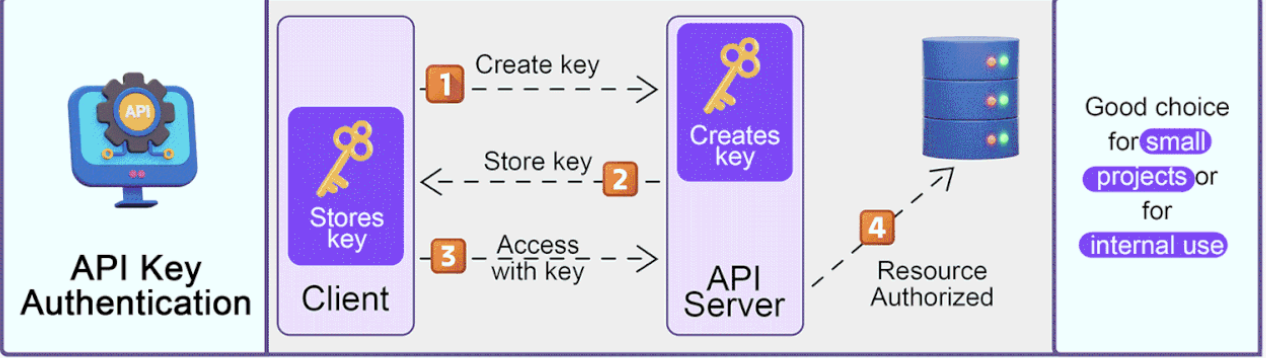 API
API Key
Authentication
1
Create key
Stores
key
Client
Store key
2
3
Access
with key
Creates
key
API
Server
4
Resource
Authorized
Good choice
for small
projects or
for
internal use